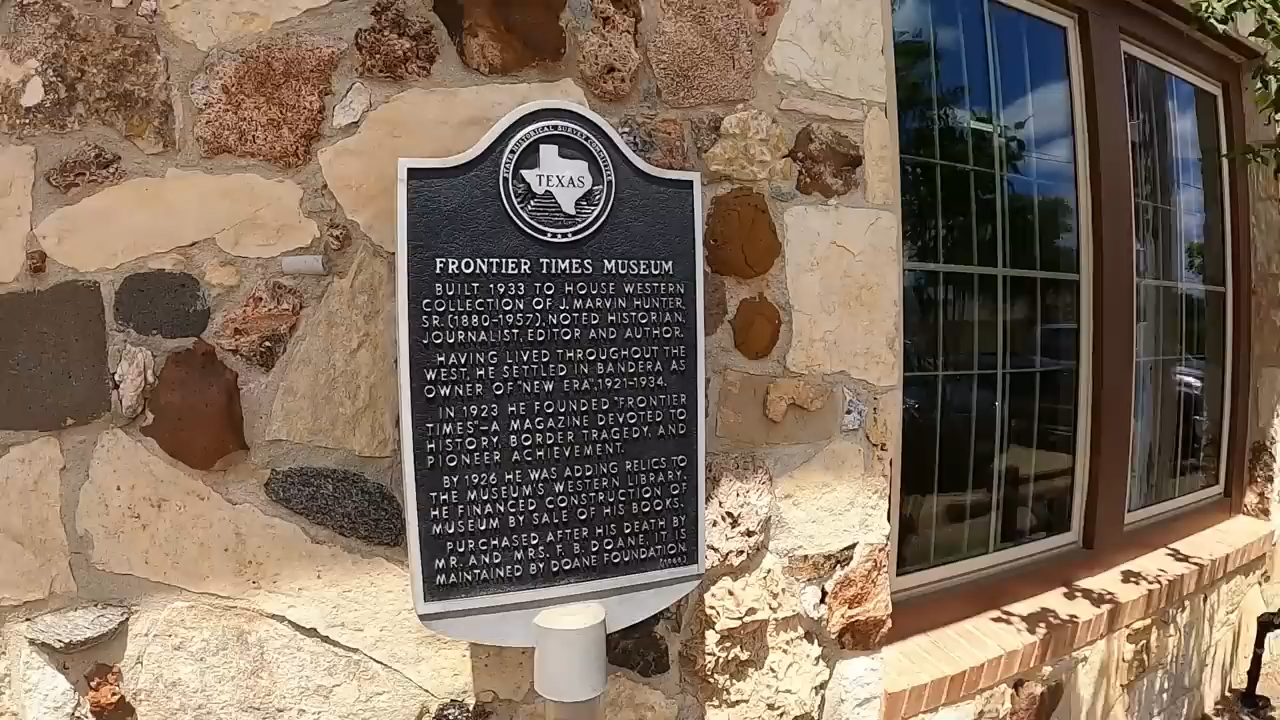 STATE HISTORICAL SURVEY COMMITTEE
TEXAS
FRONTIER TIMES MUSEUM
BUILT 1933 TO HOUSE WESTERN
COLLECTION OF J. MARVIN HUNTER,
SR. (1880-1957), NOTED HISTORIAN,
JOURNALIST, EDITOR AND AUTHOR.
HAVING LIVED THROUGHOUT THE
WEST, HE SETTLED IN BANDERA AS
OWNER OF "NEW ERA", 1921-1934.
IN 1923 HE FOUNDED "FRONTIER
TIMES"—A MAGAZINE DEVOTED TO
HISTORY, BORDER TRAGEDY, AND
PIONEER ACHIEVEMENT.
BY 1926 HE WAS ADDING RELICS TO
THE MUSEUM'S WESTERN LIBRARY.
HE FINANCED CONSTRUCTION OF
MUSEUM BY SALE OF HIS BOOKS.
PURCHASED AFTER HIS DEATH BY
MR. AND MRS. F. B. DOANE, IT IS
MAINTAINED BY DOANE FOUNDATION.